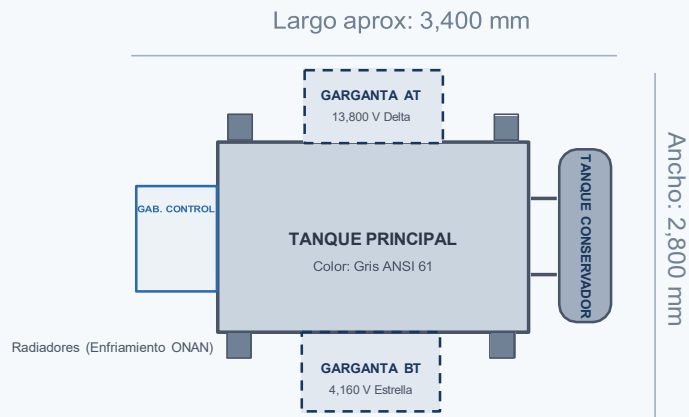 Largo aprox: 3,400 mm
GARGANTA AT
13,800 V Delta
GAB. CONTROL
TANQUE PRINCIPAL
Color: Gris ANSI 61
TANQUE CONSERVADOR
Ancho: 2,800 mm
Radiadores (Enfriamiento ONAN)
GARGANTA BT
4,160 V Estrella